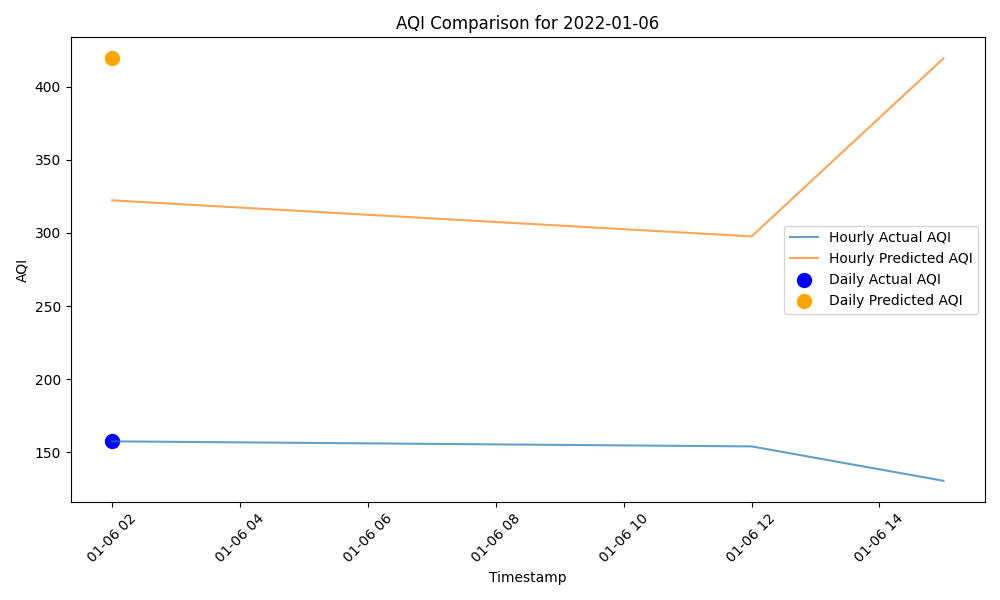 AQI Comparison for 2022-01-06
AQI
400
350
300
250
200
150
Hourly Actual AQI
Hourly Predicted AQI
Daily Actual AQI
Daily Predicted AQI
01-06 02
01-06 04
01-06 06
01-06 08
01-06 10
01-06 12
01-06 14
Timestamp